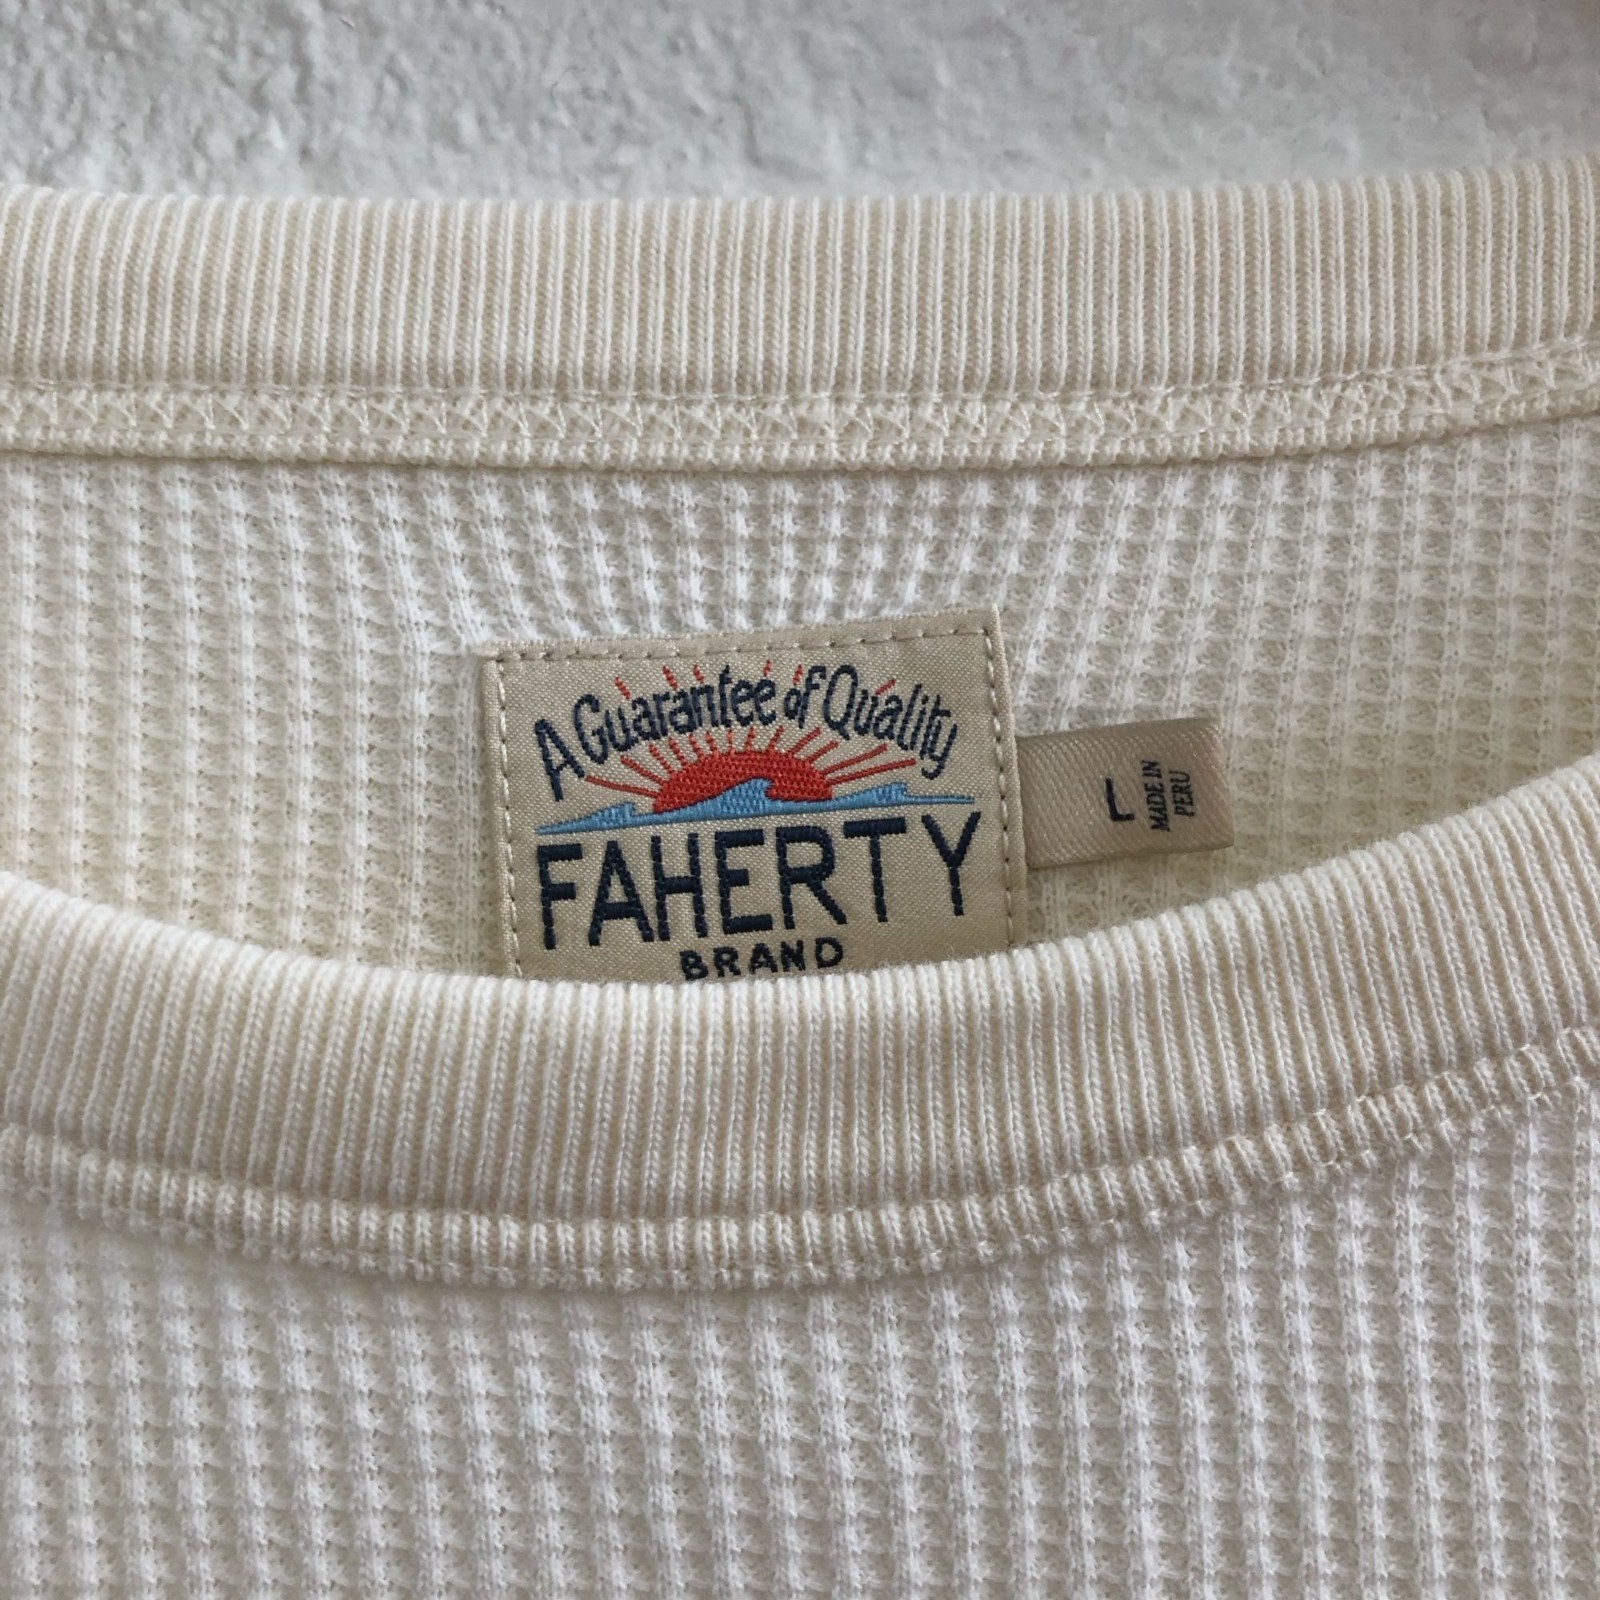 A Guarantee of Quality
FAHERTY
BRAND
L
MADE IN
PERU